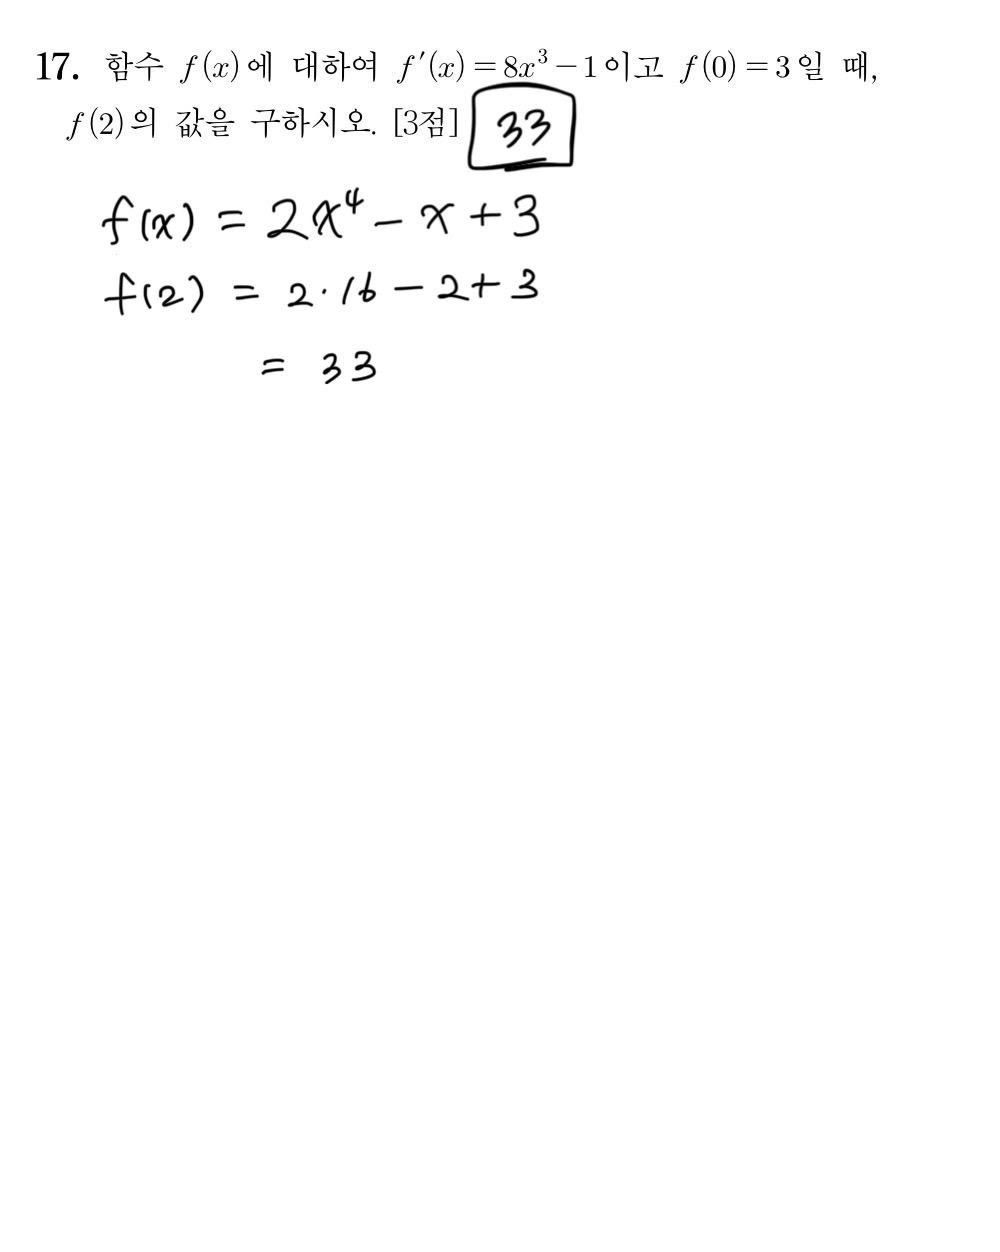 17. 함수 f(x)에 대하여 f′(x)=8x³−1이고 f(0)=3일 때,
f(2)의 값을 구하시오. [3점] 33
f(x) = 2x⁴ − x + 3
f(2) = 2·16 − 2 + 3
= 33